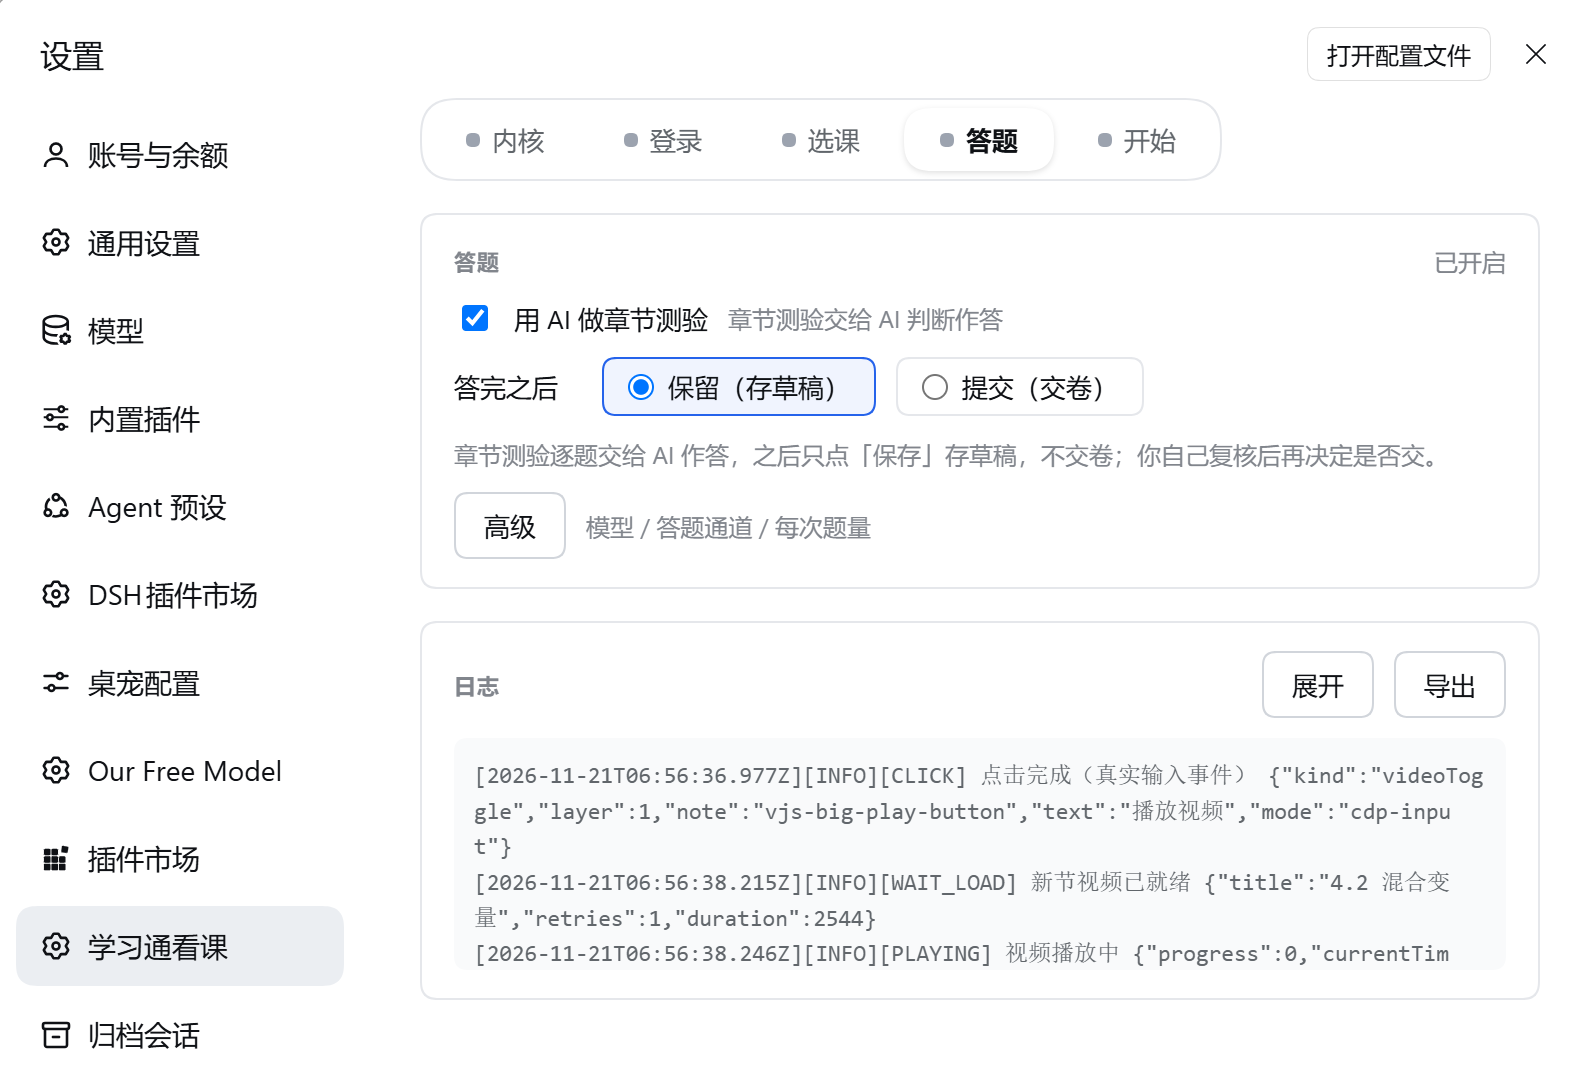 设置
打开配置文件
账号与余额
通用设置
模型
内置插件
Agent 预设
DSH插件市场
桌宠配置
Our Free Model
插件市场
学习通看课
归档会话
内核
登录
选课
答题
开始
答题
已开启
用 AI 做章节测验 章节测验交给 AI 判断作答
答完之后 保留（存草稿） 提交（交卷）
章节测验逐题交给 AI 作答，之后只点「保存」存草稿，不交卷；你自己复核后再决定是否交。
高级 模型 / 答题通道 / 每次题量
日志
展开
导出
[2026-11-21T06:56:36.977Z][INFO][CLICK] 点击完成（真实输入事件） {"kind":"videoTog
gle","layer":1,"note":"vjs-big-play-button","text":"播放视频","mode":"cdp-inpu
t"}
[2026-11-21T06:56:38.215Z][INFO][WAIT_LOAD] 新节视频已就绪 {"title":"4.2 混合变
量","retries":1,"duration":2544}
[2026-11-21T06:56:38.246Z][INFO][PLAYING] 视频播放中 {"progress":0,"currentTim